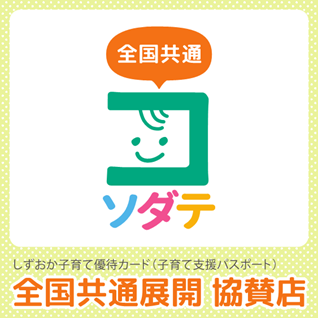 全国共通
コ
ソダテ
しずおか子育て優待カード（子育て支援パスポート）
全国共通展開 協賛店